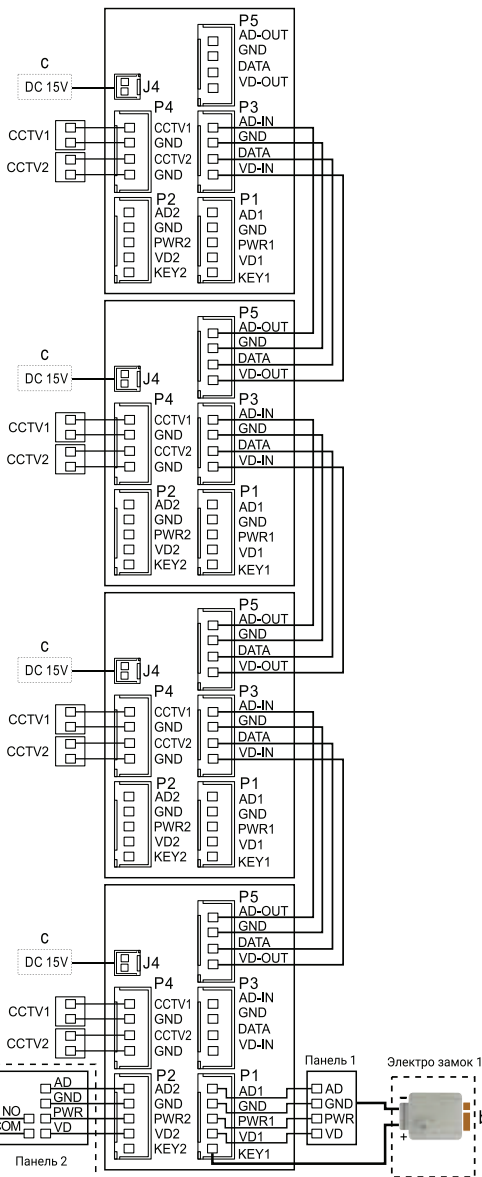 P5
AD-OUT
GND
DATA
VD-OUT
C
DC 15V
J4
P4
CCTV1
GND
CCTV2
GND
CCTV1
CCTV2
P3
AD-IN
GND
DATA
VD-IN
P2
AD2
GND
PWR2
VD2
KEY2
P1
AD1
GND
PWR1
VD1
KEY1
P5
AD-OUT
GND
DATA
VD-OUT
C
DC 15V
J4
P4
CCTV1
GND
CCTV2
GND
CCTV1
CCTV2
P3
AD-IN
GND
DATA
VD-IN
P2
AD2
GND
PWR2
VD2
KEY2
P1
AD1
GND
PWR1
VD1
KEY1
P5
AD-OUT
GND
DATA
VD-OUT
C
DC 15V
J4
P4
CCTV1
GND
CCTV2
GND
CCTV1
CCTV2
P3
AD-IN
GND
DATA
VD-IN
P2
AD2
GND
PWR2
VD2
KEY2
P1
AD1
GND
PWR1
VD1
KEY1
P5
AD-OUT
GND
DATA
VD-OUT
C
DC 15V
J4
P4
CCTV1
GND
CCTV2
GND
CCTV1
CCTV2
P3
AD-IN
GND
DATA
VD-IN
AD
GND
NO PWR
COM VD
Панель 2
P2
AD2
GND
PWR2
VD2
KEY2
P1
AD1
GND
PWR1
VD1
KEY1
Панель 1
AD
GND
PWR
VD
Электро замок 1
−
+